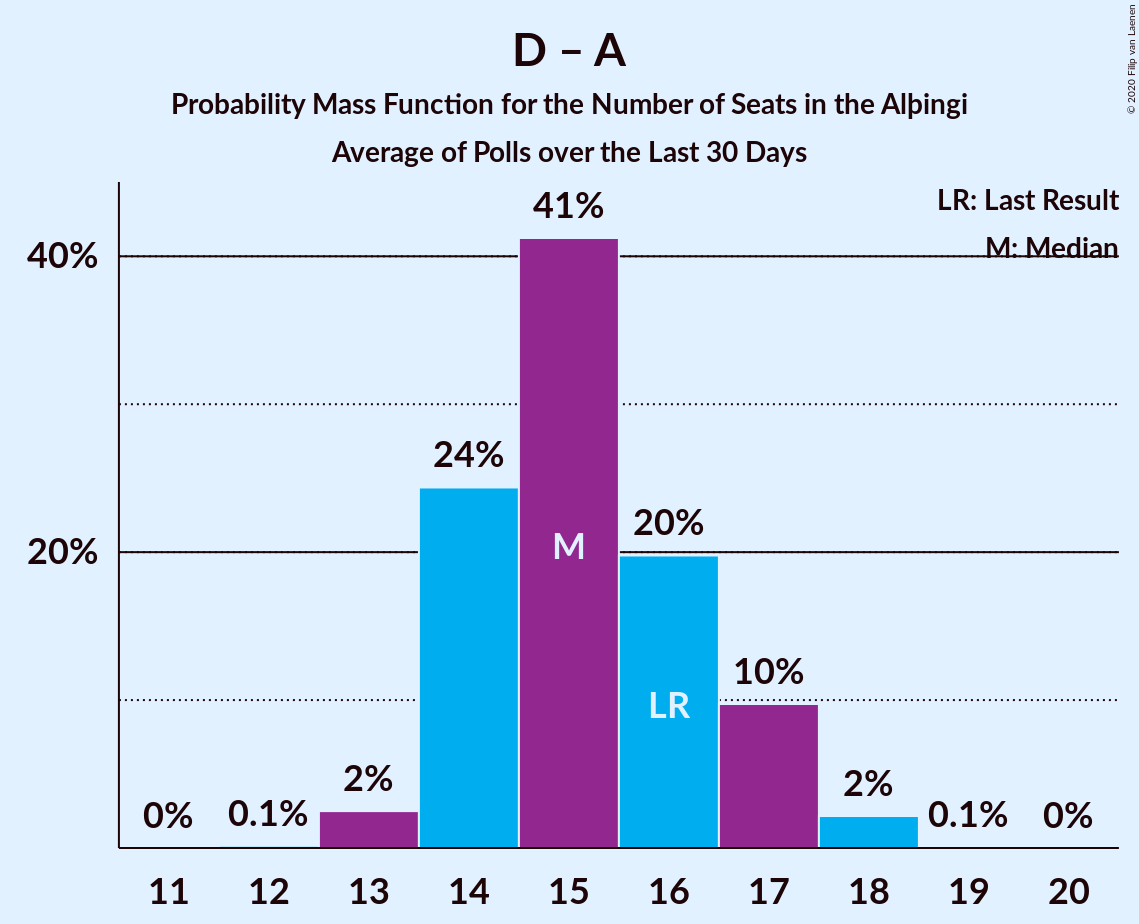 D – A
Probability Mass Function for the Number of Seats in the Alþingi
Average of Polls over the Last 30 Days
© 2020 Filip van Laenen
LR: Last Result
M: Median
40%
20%
0%
0.1%
2%
24%
41%
20%
10%
2%
0.1%
0%
M
LR
11 12 13 14 15 16 17 18 19 20